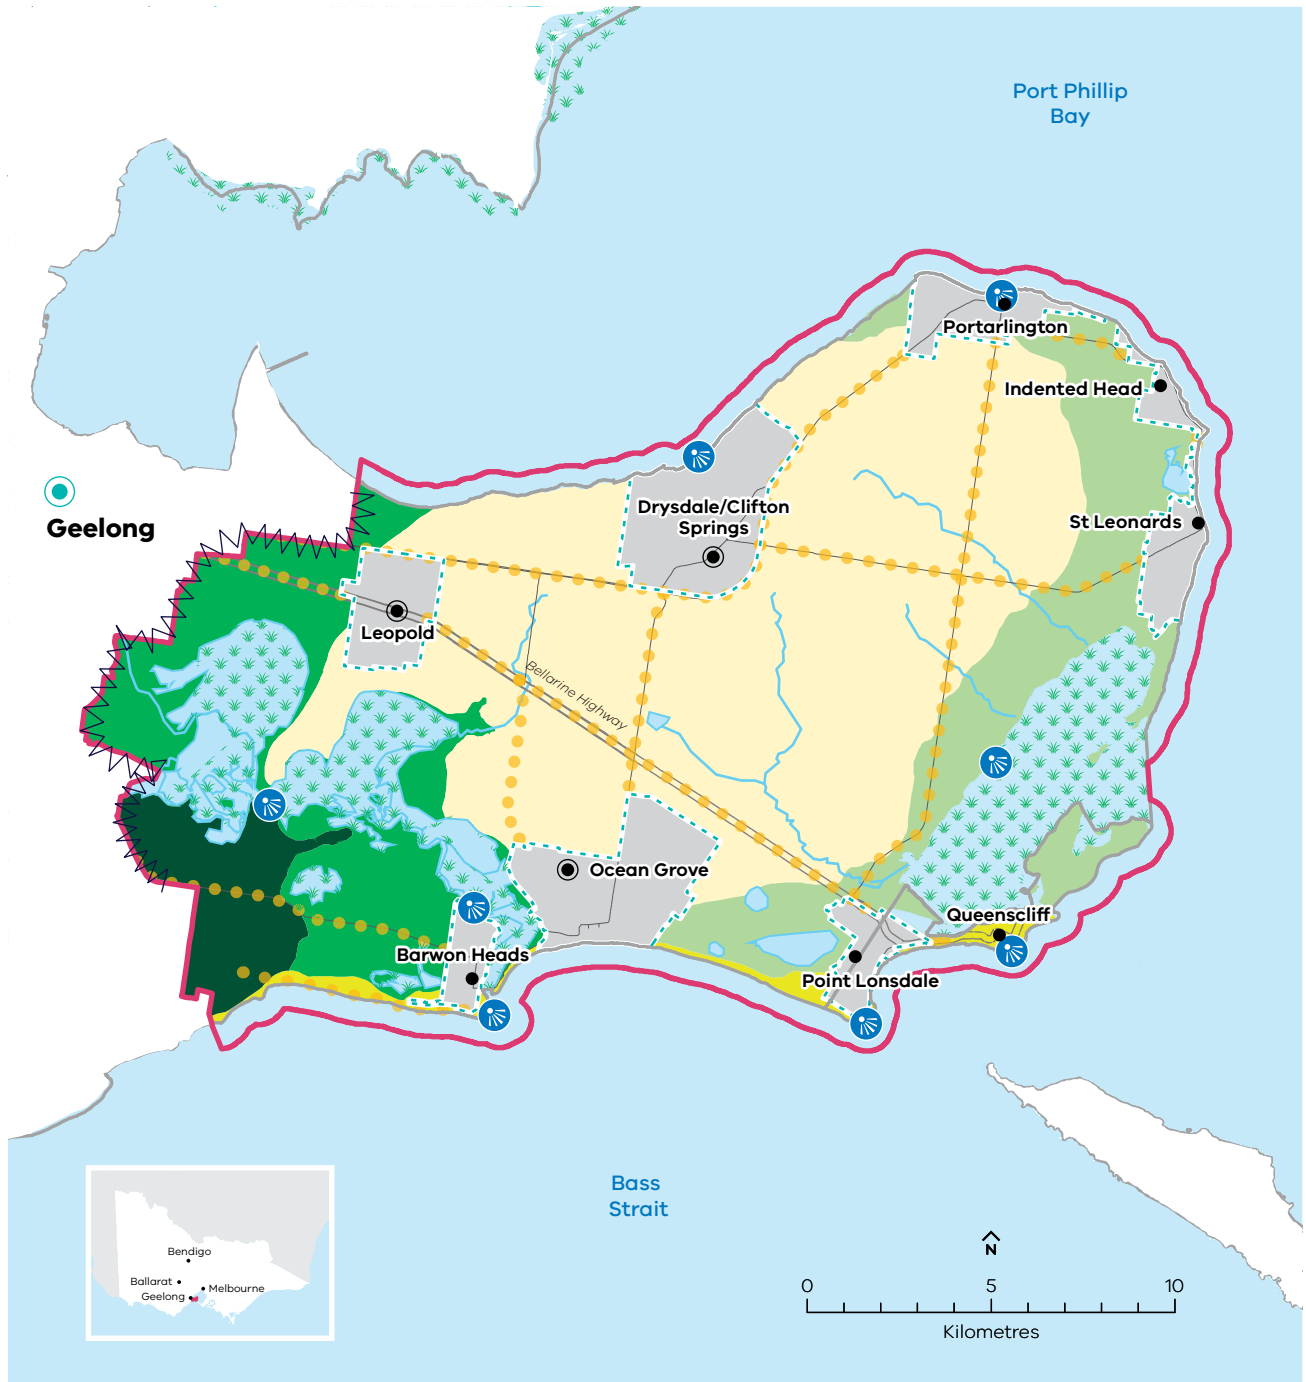 Port Phillip
Bay
Portarlington
Indented Head
Geelong
Drysdale/Clifton
Springs
St Leonards
Leopold
Bellarine Highway
Ocean Grove
Queenscliff
Barwon Heads
Point Lonsdale
Bass
Strait
N
0 5 10
Kilometres
Bendigo
Ballarat
Melbourne
Geelong